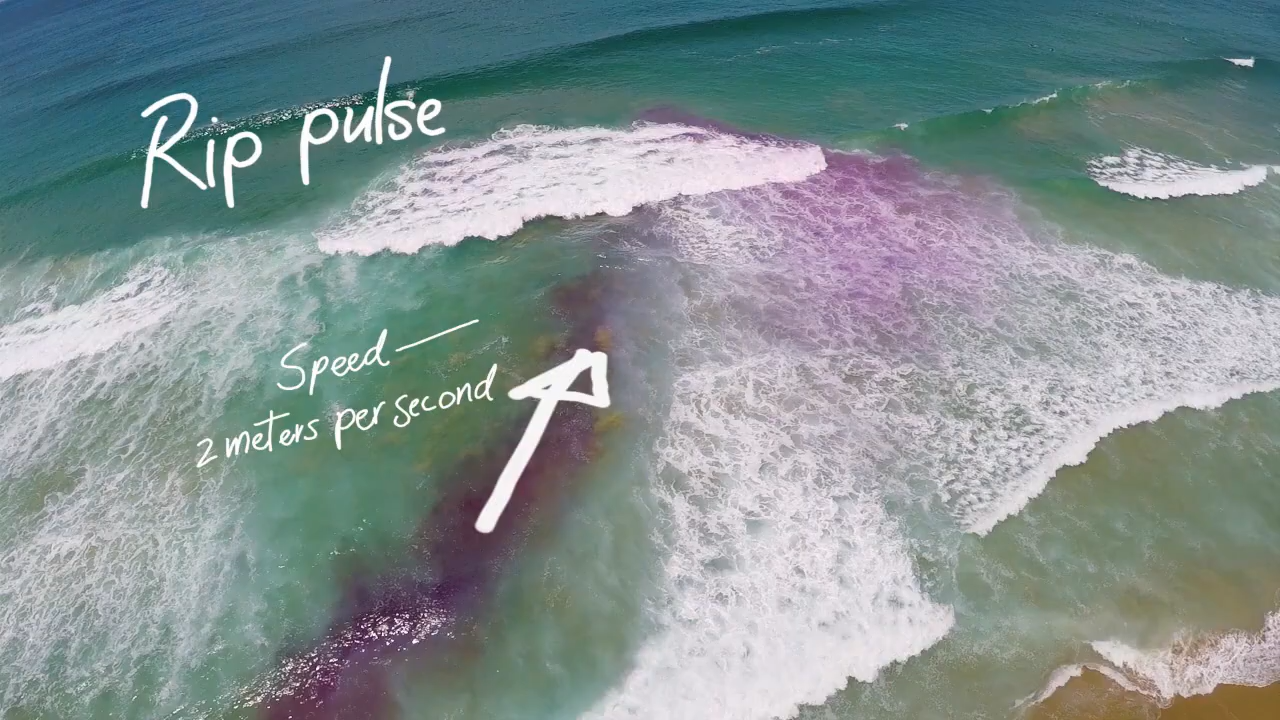 Rip pulse
Speed —
2 meters per second